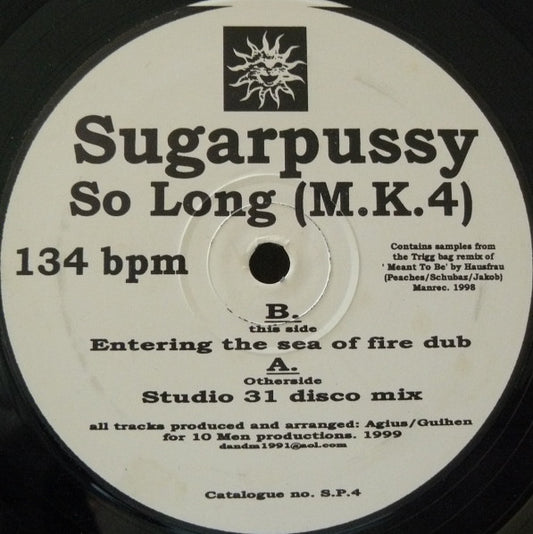 Sugarpussy
So Long (M.K.4)
134 bpm
Contains samples from
the Trigg bag remix of
' Meant To Be' by Hausfrau
(Peaches/Schubaz/Jakob)
Manrec. 1998
B.
this side
Entering the sea of fire dub
A.
Otherside
Studio 31 disco mix
all tracks produced and arranged: Agius/Guihen
for 10 Men productions. 1999
dandm1991@aol.com
Catalogue no. S.P.4